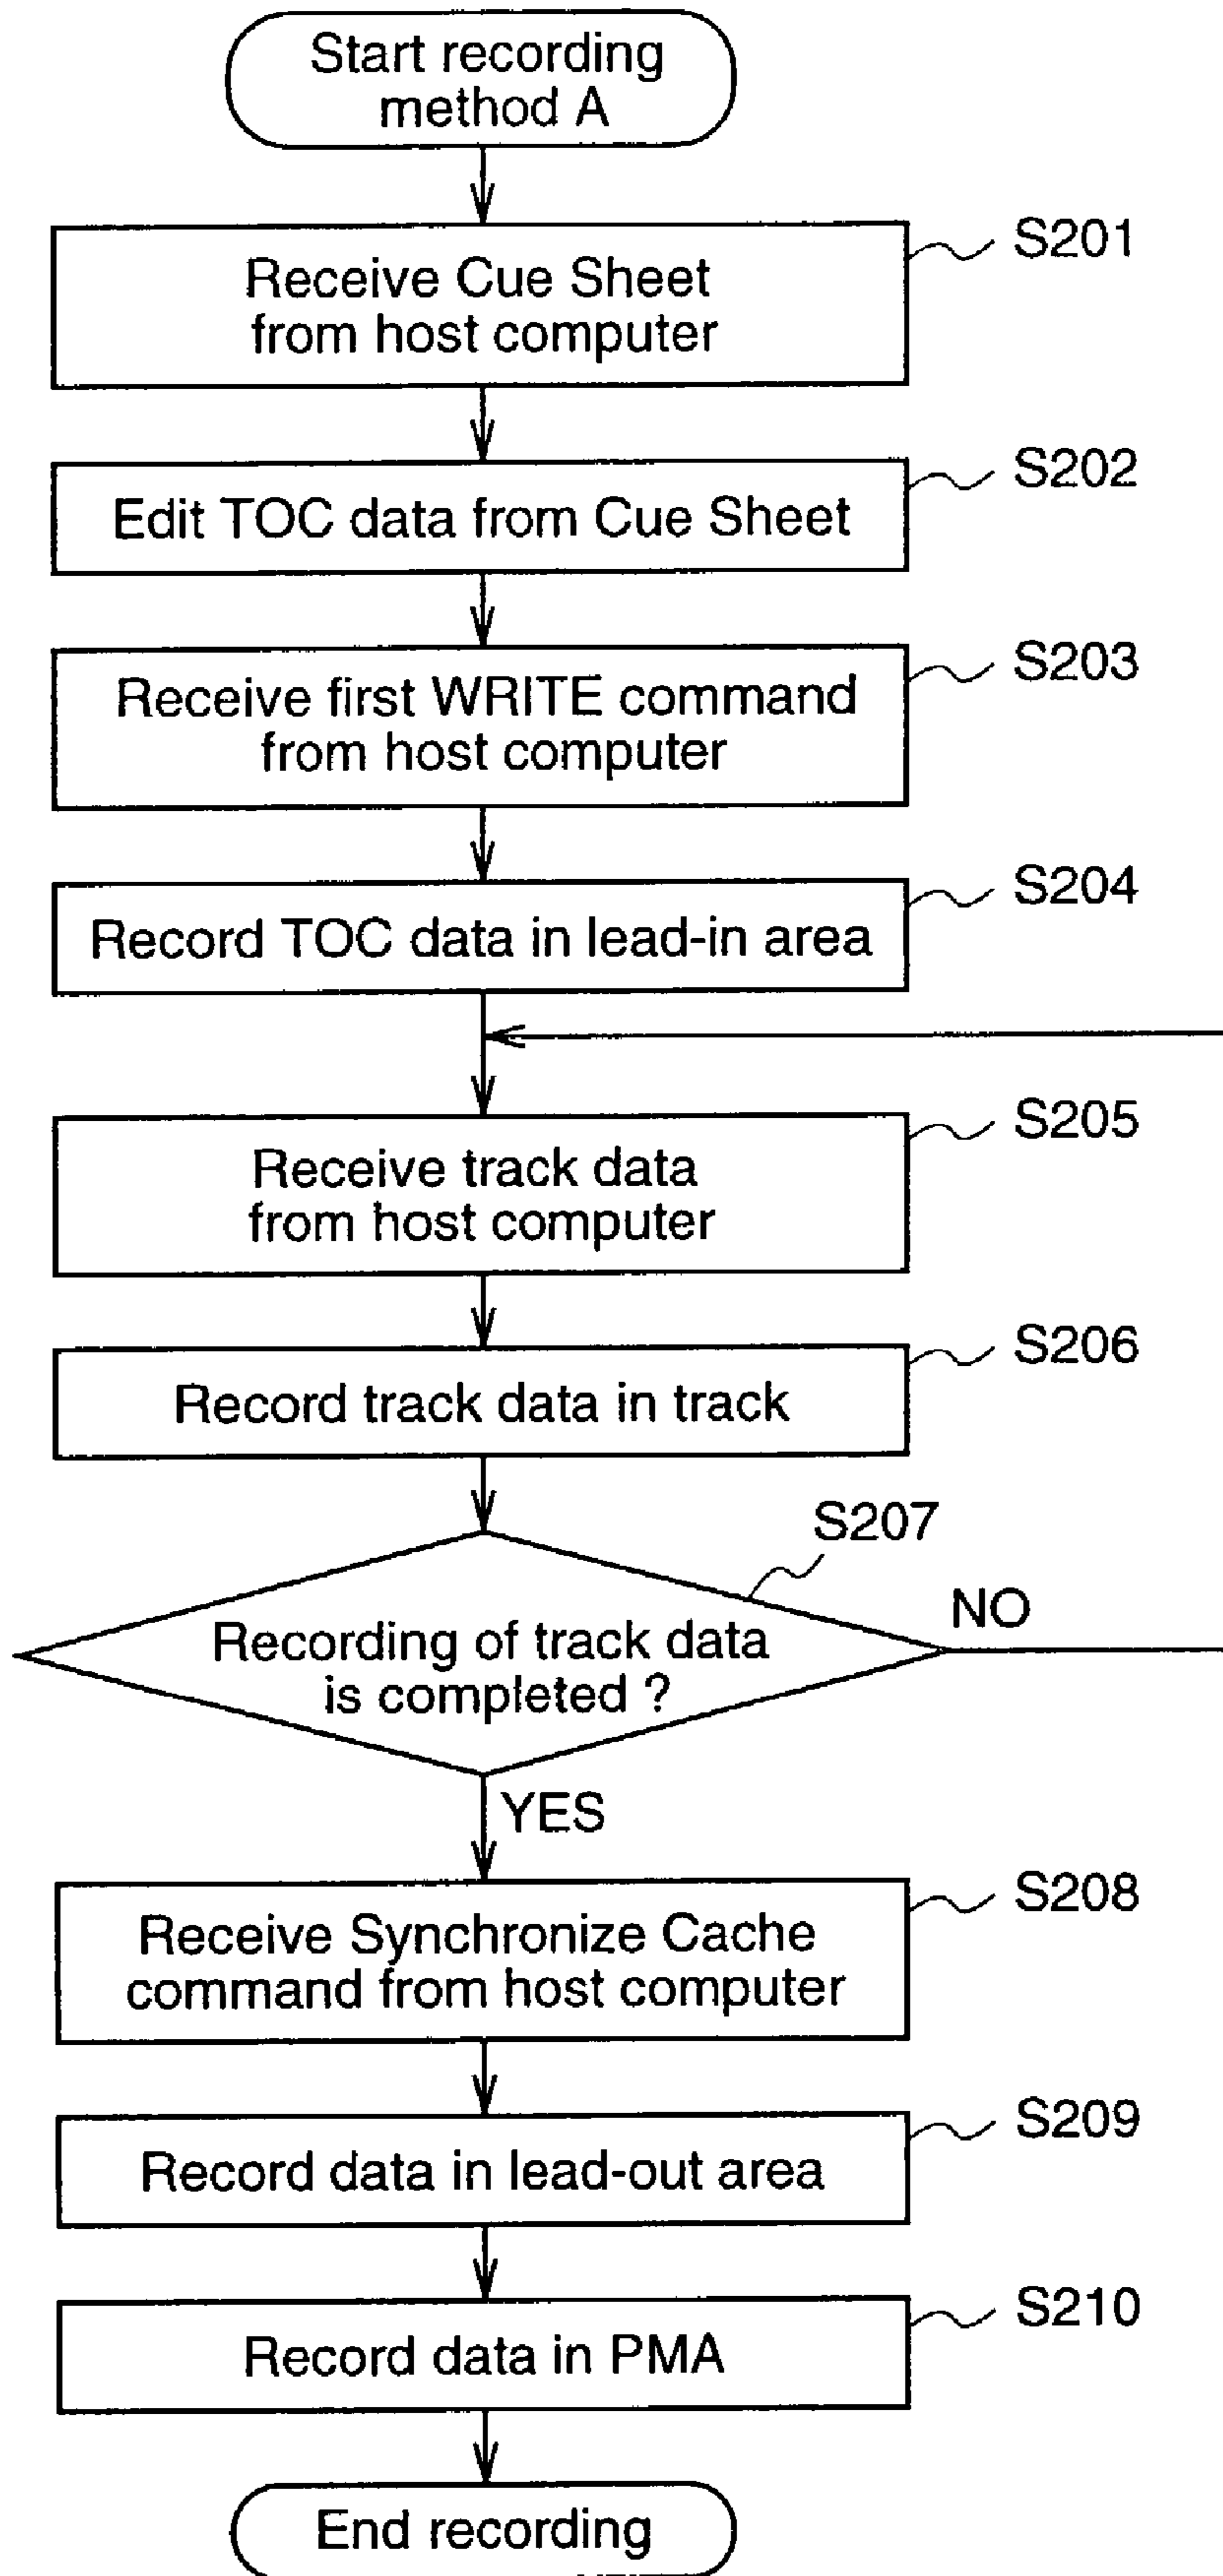 Start recording
method A
S201
Receive Cue Sheet
from host computer
S202
Edit TOC data from Cue Sheet
S203
Receive first WRITE command
from host computer
S204
Record TOC data in lead-in area
S205
Receive track data
from host computer
S206
Record track data in track
S207
Recording of track data
is completed ?
NO
YES
S208
Receive Synchronize Cache
command from host computer
S209
Record data in lead-out area
S210
Record data in PMA
End recording